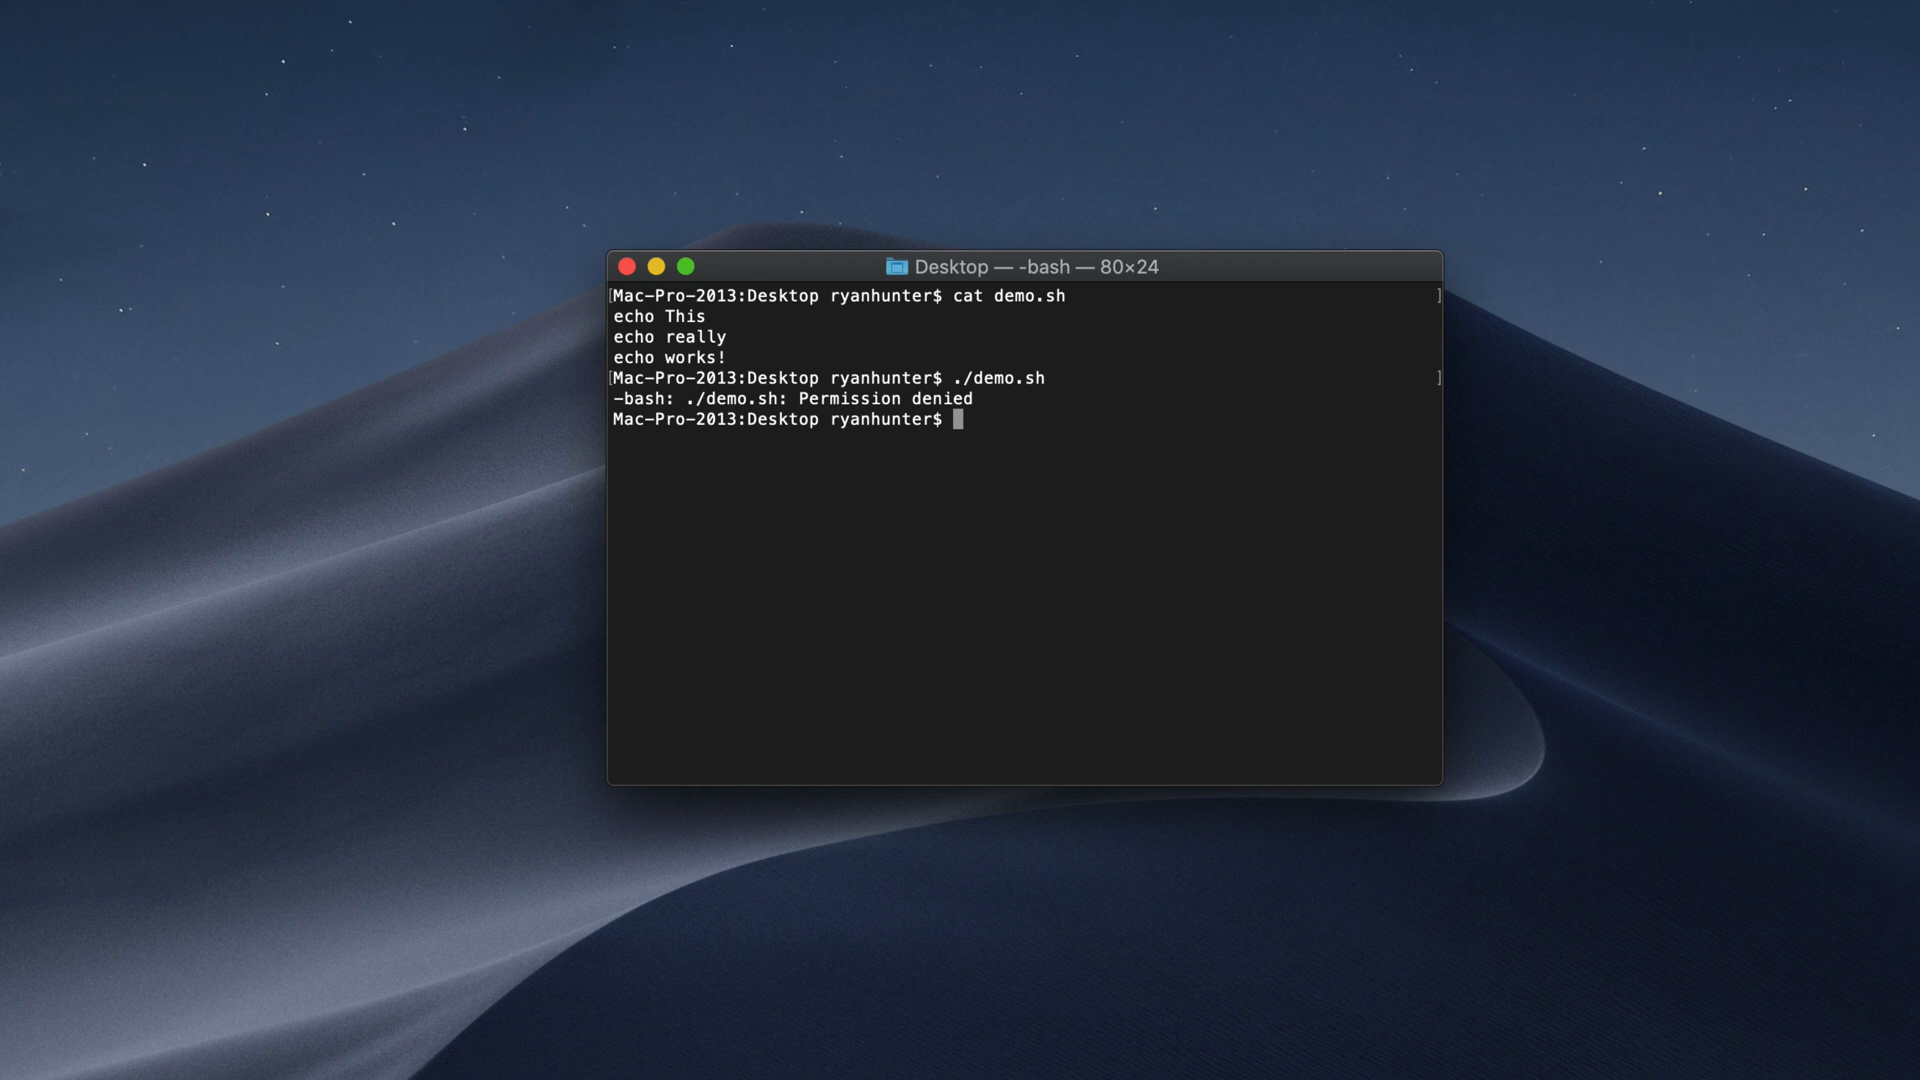 Desktop — -bash — 80×24
[Mac-Pro-2013:Desktop ryanhunter$ cat demo.sh ]
echo This
echo really
echo works!
[Mac-Pro-2013:Desktop ryanhunter$ ./demo.sh ]
-bash: ./demo.sh: Permission denied
Mac-Pro-2013:Desktop ryanhunter$